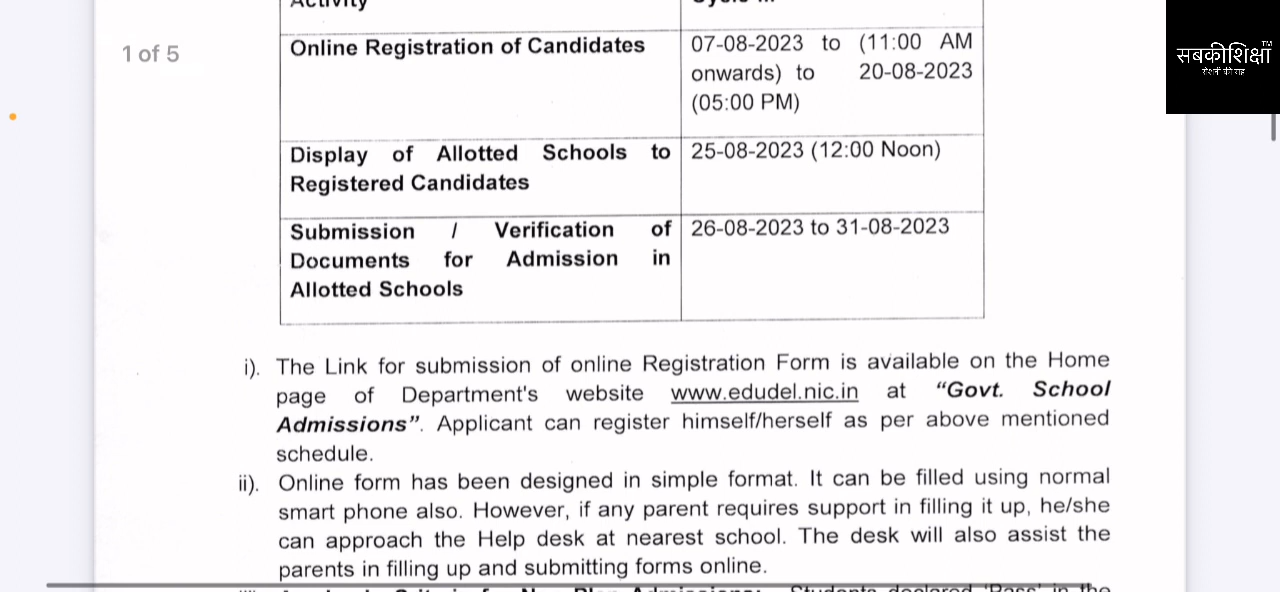 Activity
1 of 5
Online Registration of Candidates
07-08-2023 to (11:00 AM
onwards) to 20-08-2023
(05:00 PM)
Display of Allotted Schools to
Registered Candidates
25-08-2023 (12:00 Noon)
Submission / Verification of
Documents for Admission in
Allotted Schools
26-08-2023 to 31-08-2023
i). The Link for submission of online Registration Form is available on the Home
page of Department's website www.edudel.nic.in at “Govt. School
Admissions”. Applicant can register himself/herself as per above mentioned
schedule.
ii). Online form has been designed in simple format. It can be filled using normal
smart phone also. However, if any parent requires support in filling it up, he/she
can approach the Help desk at nearest school. The desk will also assist the
parents in filling up and submitting forms online.
सबकीशिक्षा™
रोशनी की राह